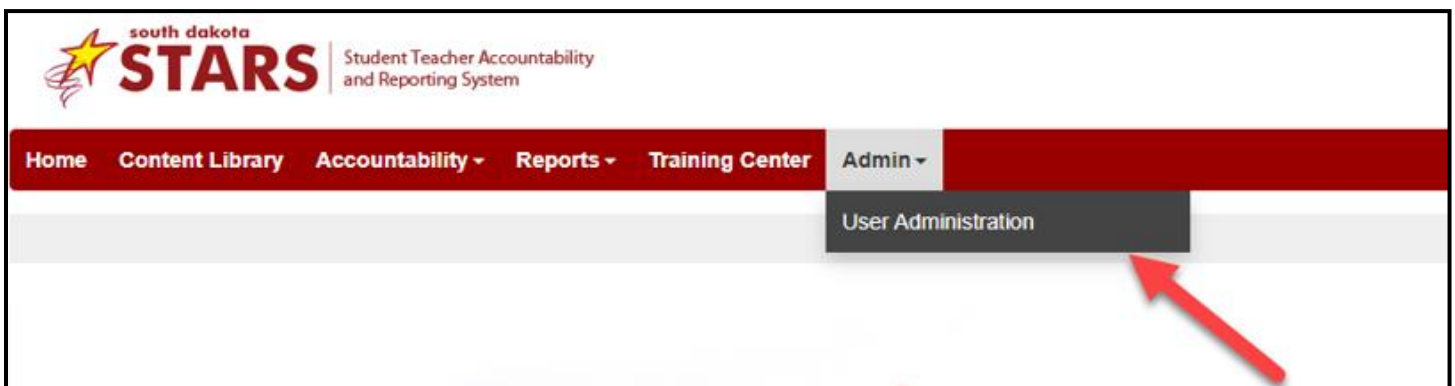 south dakota
STARS
Student Teacher Accountability
and Reporting System
Home Content Library Accountability Reports Training Center Admin
User Administration